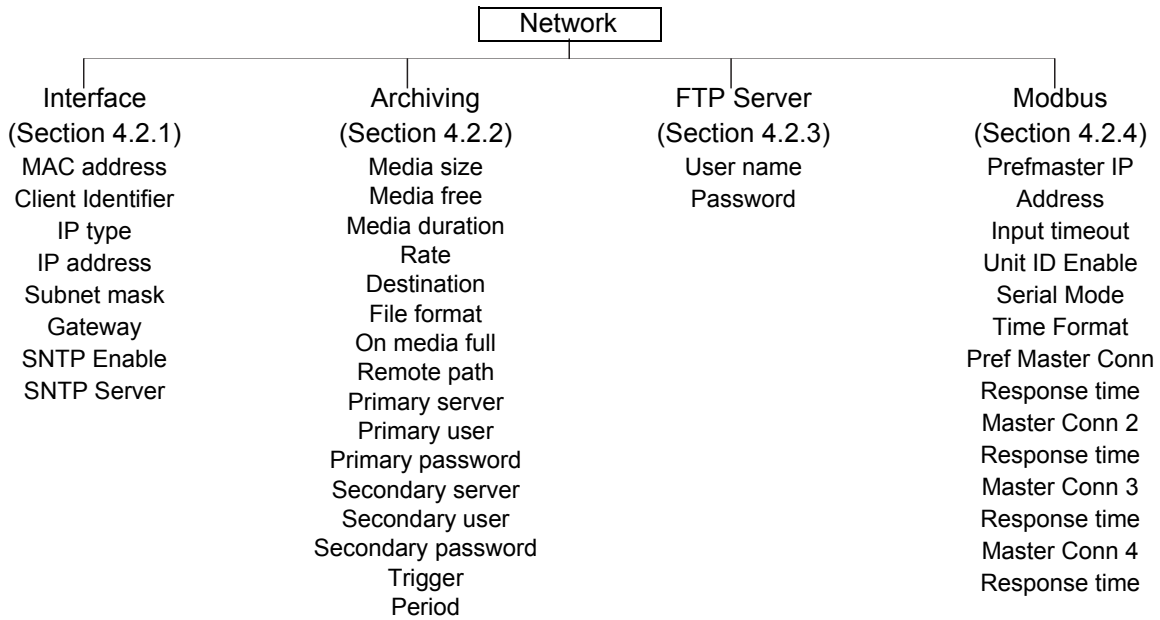 Network
Interface
(Section 4.2.1)
MAC address
Client Identifier
IP type
IP address
Subnet mask
Gateway
SNTP Enable
SNTP Server
Archiving
(Section 4.2.2)
Media size
Media free
Media duration
Rate
Destination
File format
On media full
Remote path
Primary server
Primary user
Primary password
Secondary server
Secondary user
Secondary password
Trigger
Period
FTP Server
(Section 4.2.3)
User name
Password
Modbus
(Section 4.2.4)
Prefmaster IP
Address
Input timeout
Unit ID Enable
Serial Mode
Time Format
Pref Master Conn
Response time
Master Conn 2
Response time
Master Conn 3
Response time
Master Conn 4
Response time